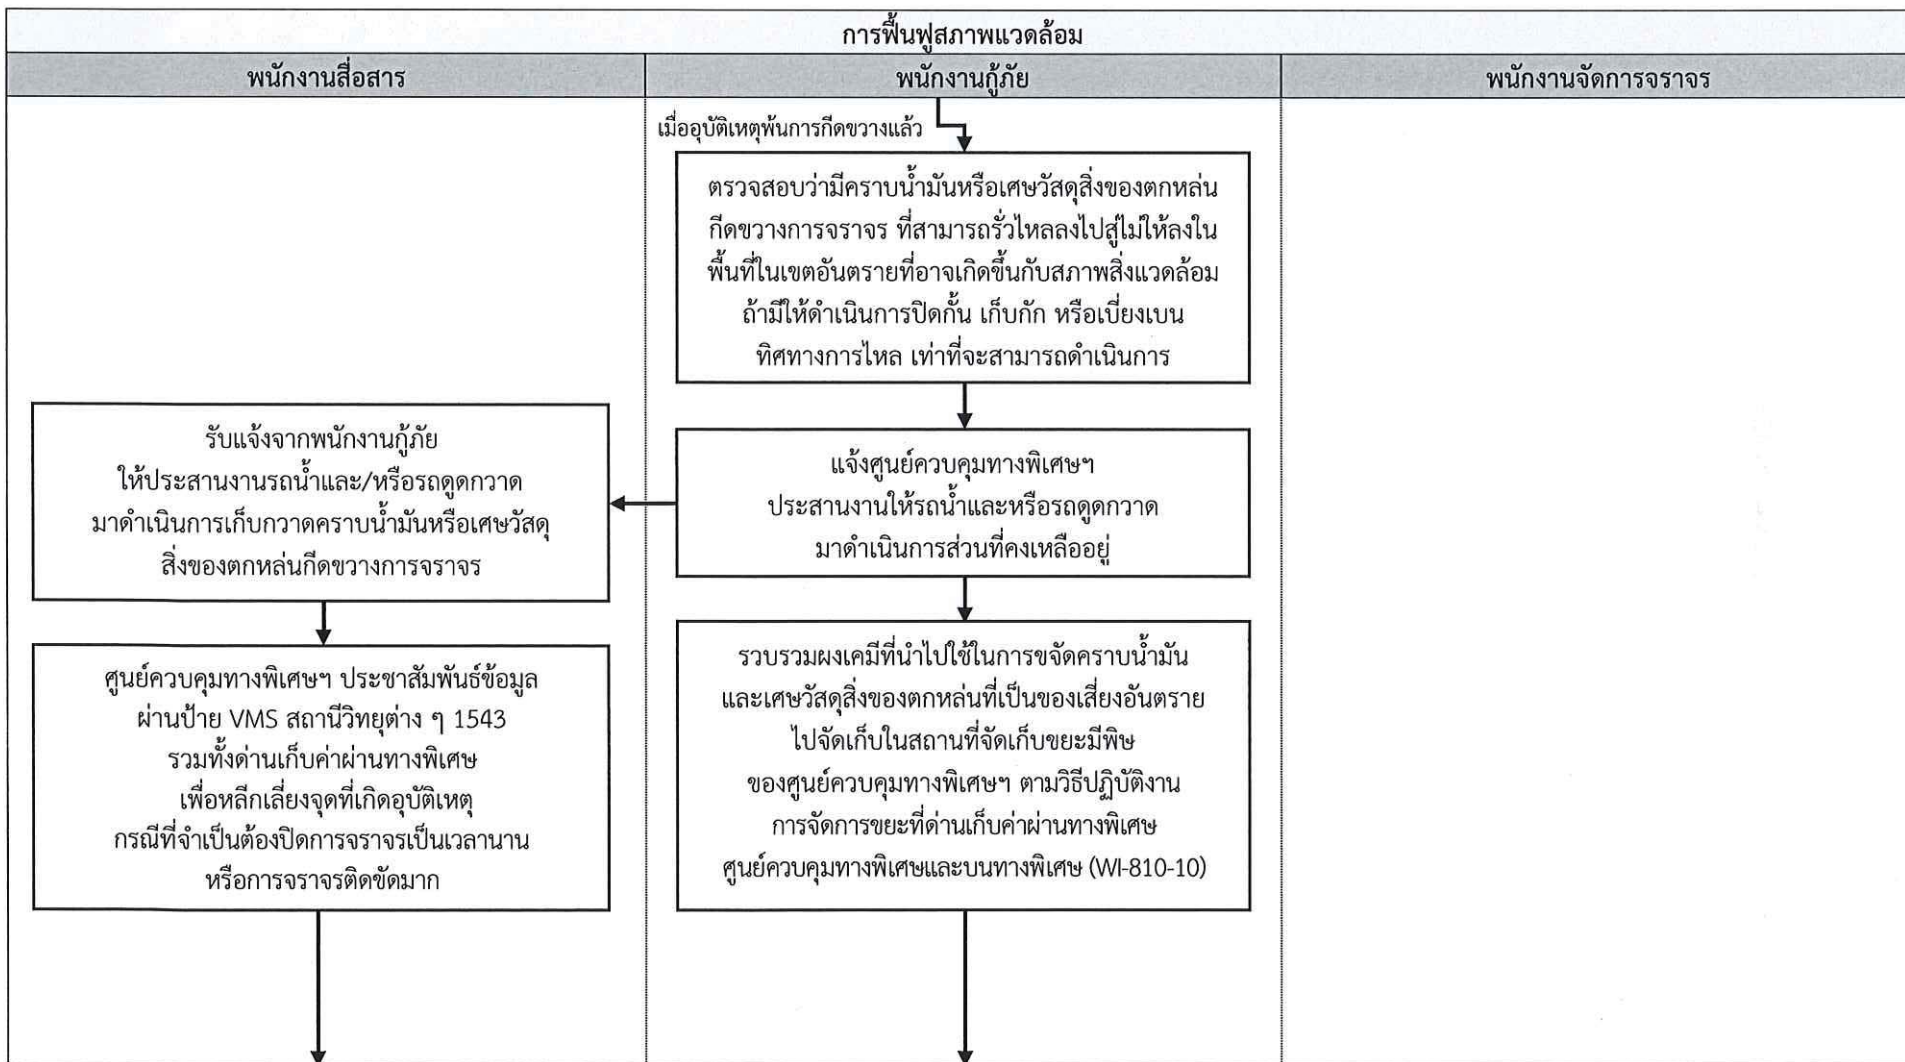 การฟื้นฟูสภาพแวดล้อม
พนักงานสื่อสาร
พนักงานกู้ภัย
พนักงานจัดการจราจร
เมื่ออุบัติเหตุพ้นการกีดขวางแล้ว
ตรวจสอบว่ามีคราบน้ำมันหรือเศษวัสดุสิ่งของตกหล่น
กีดขวางการจราจร ที่สามารถรั่วไหลลงไปสู่ไม่ให้ลงใน
พื้นที่ในเขตอันตรายที่อาจเกิดขึ้นกับสภาพสิ่งแวดล้อม
ถ้ามีให้ดำเนินการปิดกั้น เก็บกัก หรือเบี่ยงเบน
ทิศทางการไหล เท่าที่จะสามารถดำเนินการ
รับแจ้งจากพนักงานกู้ภัย
ให้ประสานงานรถน้ำและ/หรือรถดูดกวาด
มาดำเนินการเก็บกวาดคราบน้ำมันหรือเศษวัสดุ
สิ่งของตกหล่นกีดขวางการจราจร
แจ้งศูนย์ควบคุมทางพิเศษฯ
ประสานงานให้รถน้ำและหรือรถดูดกวาด
มาดำเนินการส่วนที่คงเหลืออยู่
ศูนย์ควบคุมทางพิเศษฯ ประชาสัมพันธ์ข้อมูล
ผ่านป้าย VMS สถานีวิทยุต่าง ๆ 1543
รวมทั้งด่านเก็บค่าผ่านทางพิเศษ
เพื่อหลีกเลี่ยงจุดที่เกิดอุบัติเหตุ
กรณีที่จำเป็นต้องปิดการจราจรเป็นเวลานาน
หรือการจราจรติดขัดมาก
รวบรวมผงเคมีที่นำไปใช้ในการขจัดคราบน้ำมัน
และเศษวัสดุสิ่งของตกหล่นที่เป็นของเสี่ยงอันตราย
ไปจัดเก็บในสถานที่จัดเก็บขยะมีพิษ
ของศูนย์ควบคุมทางพิเศษฯ ตามวิธีปฏิบัติงาน
การจัดการขยะที่ด่านเก็บค่าผ่านทางพิเศษ
ศูนย์ควบคุมทางพิเศษและบนทางพิเศษ (WI-810-10)